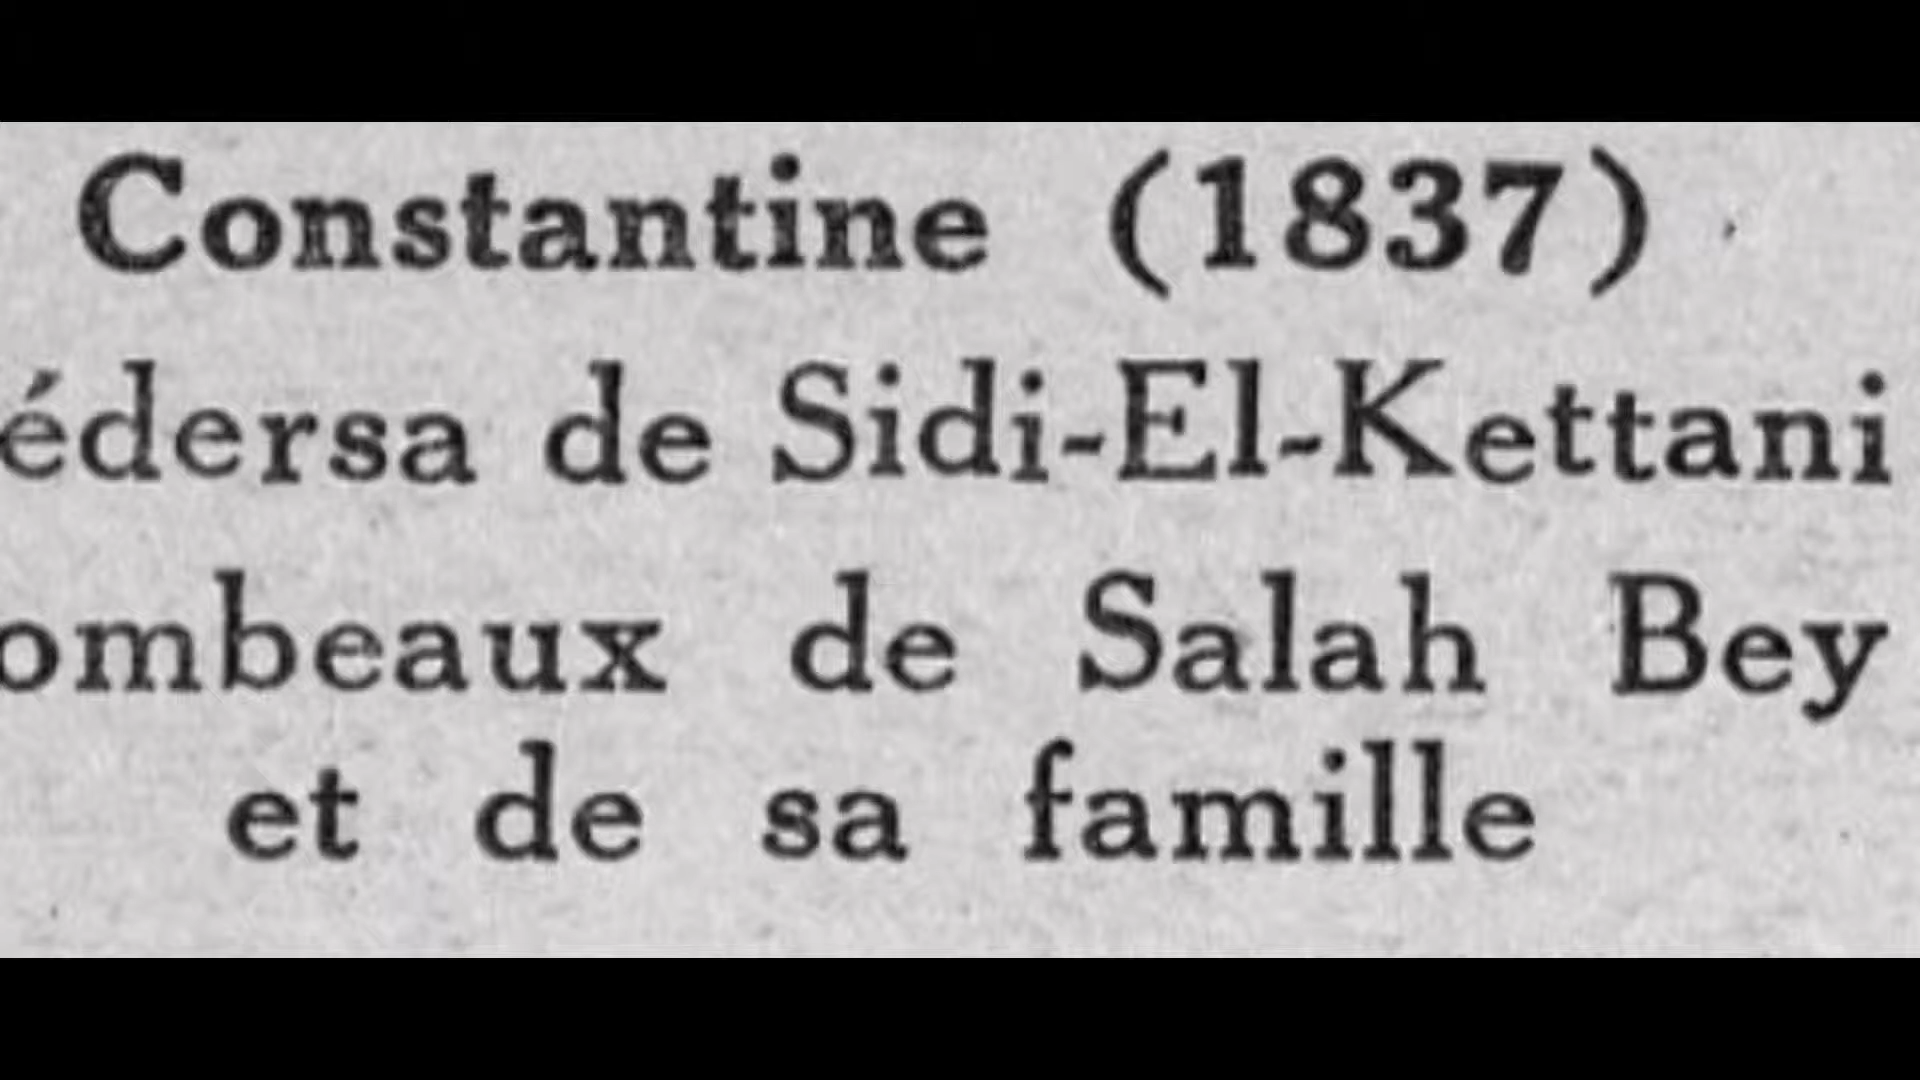 Constantine (1837)
édersa de Sidi-El-Kettani
ombeaux de Salah Bey
et de sa famille